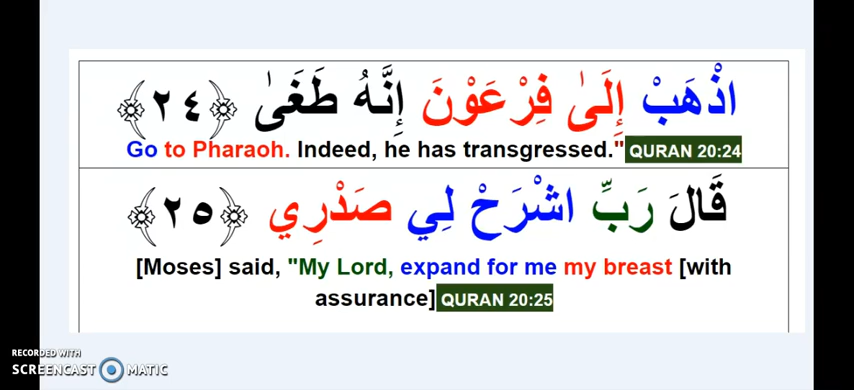 اذْهَبْ إِلَىٰ فِرْعَوْنَ إِنَّهُ طَغَىٰ ﴿٢٤﴾
Go to Pharaoh. Indeed, he has transgressed." QURAN 20:24
قَالَ رَبِّ اشْرَحْ لِي صَدْرِي ﴿٢٥﴾
[Moses] said, "My Lord, expand for me my breast [with
assurance] QURAN 20:25
RECORDED WITH
SCREENCAST MATIC